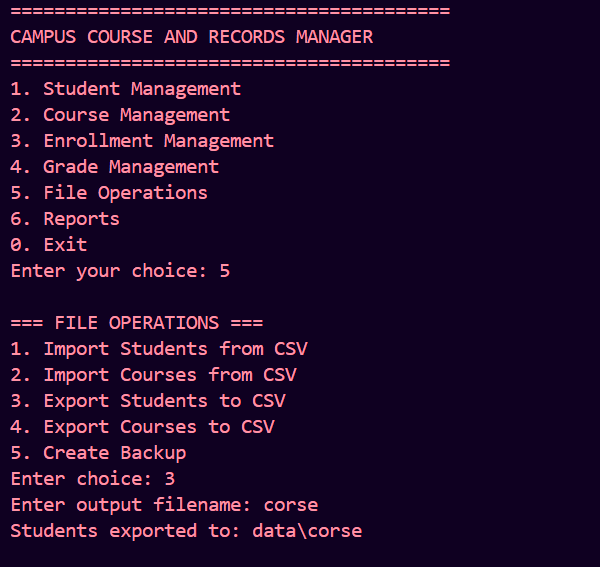 ========================================
CAMPUS COURSE AND RECORDS MANAGER
========================================
1. Student Management
2. Course Management
3. Enrollment Management
4. Grade Management
5. File Operations
6. Reports
0. Exit
Enter your choice: 5

=== FILE OPERATIONS ===
1. Import Students from CSV
2. Import Courses from CSV
3. Export Students to CSV
4. Export Courses to CSV
5. Create Backup
Enter choice: 3
Enter output filename: corse
Students exported to: data\corse